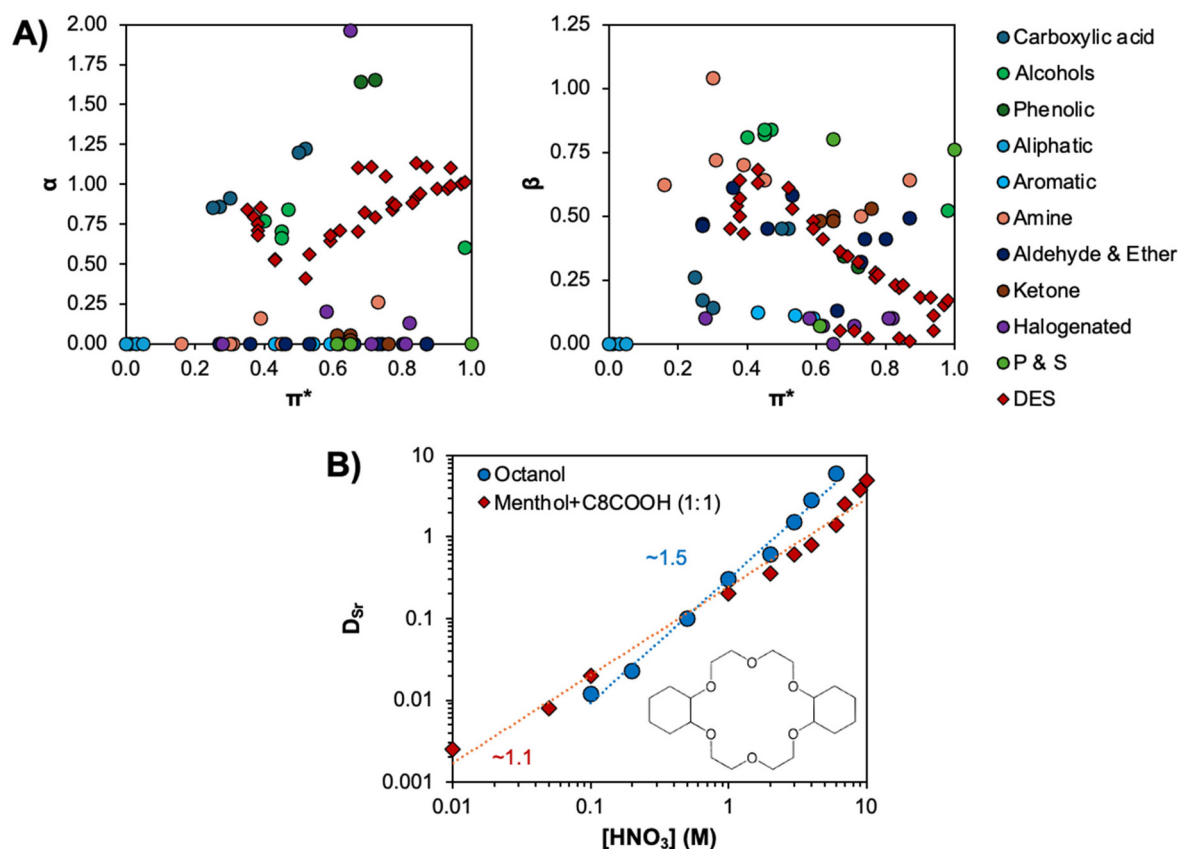 A)
2.00
1.75
1.50
1.25
1.00
0.75
0.50
0.25
0.00
α
0.0 0.2 0.4 0.6 0.8 1.0
π*
1.25
1.00
0.75
0.50
0.25
0.00
β
0.0 0.2 0.4 0.6 0.8 1.0
π*
Carboxylic acid
Alcohols
Phenolic
Aliphatic
Aromatic
Amine
Aldehyde & Ether
Ketone
Halogenated
P & S
DES
B)
10
1
0.1
0.01
0.001
D_Sr
Octanol
Menthol+C8COOH (1:1)
~1.5
~1.1
O
O O
O O
O
0.01 0.1 1 10
[HNO₃] (M)